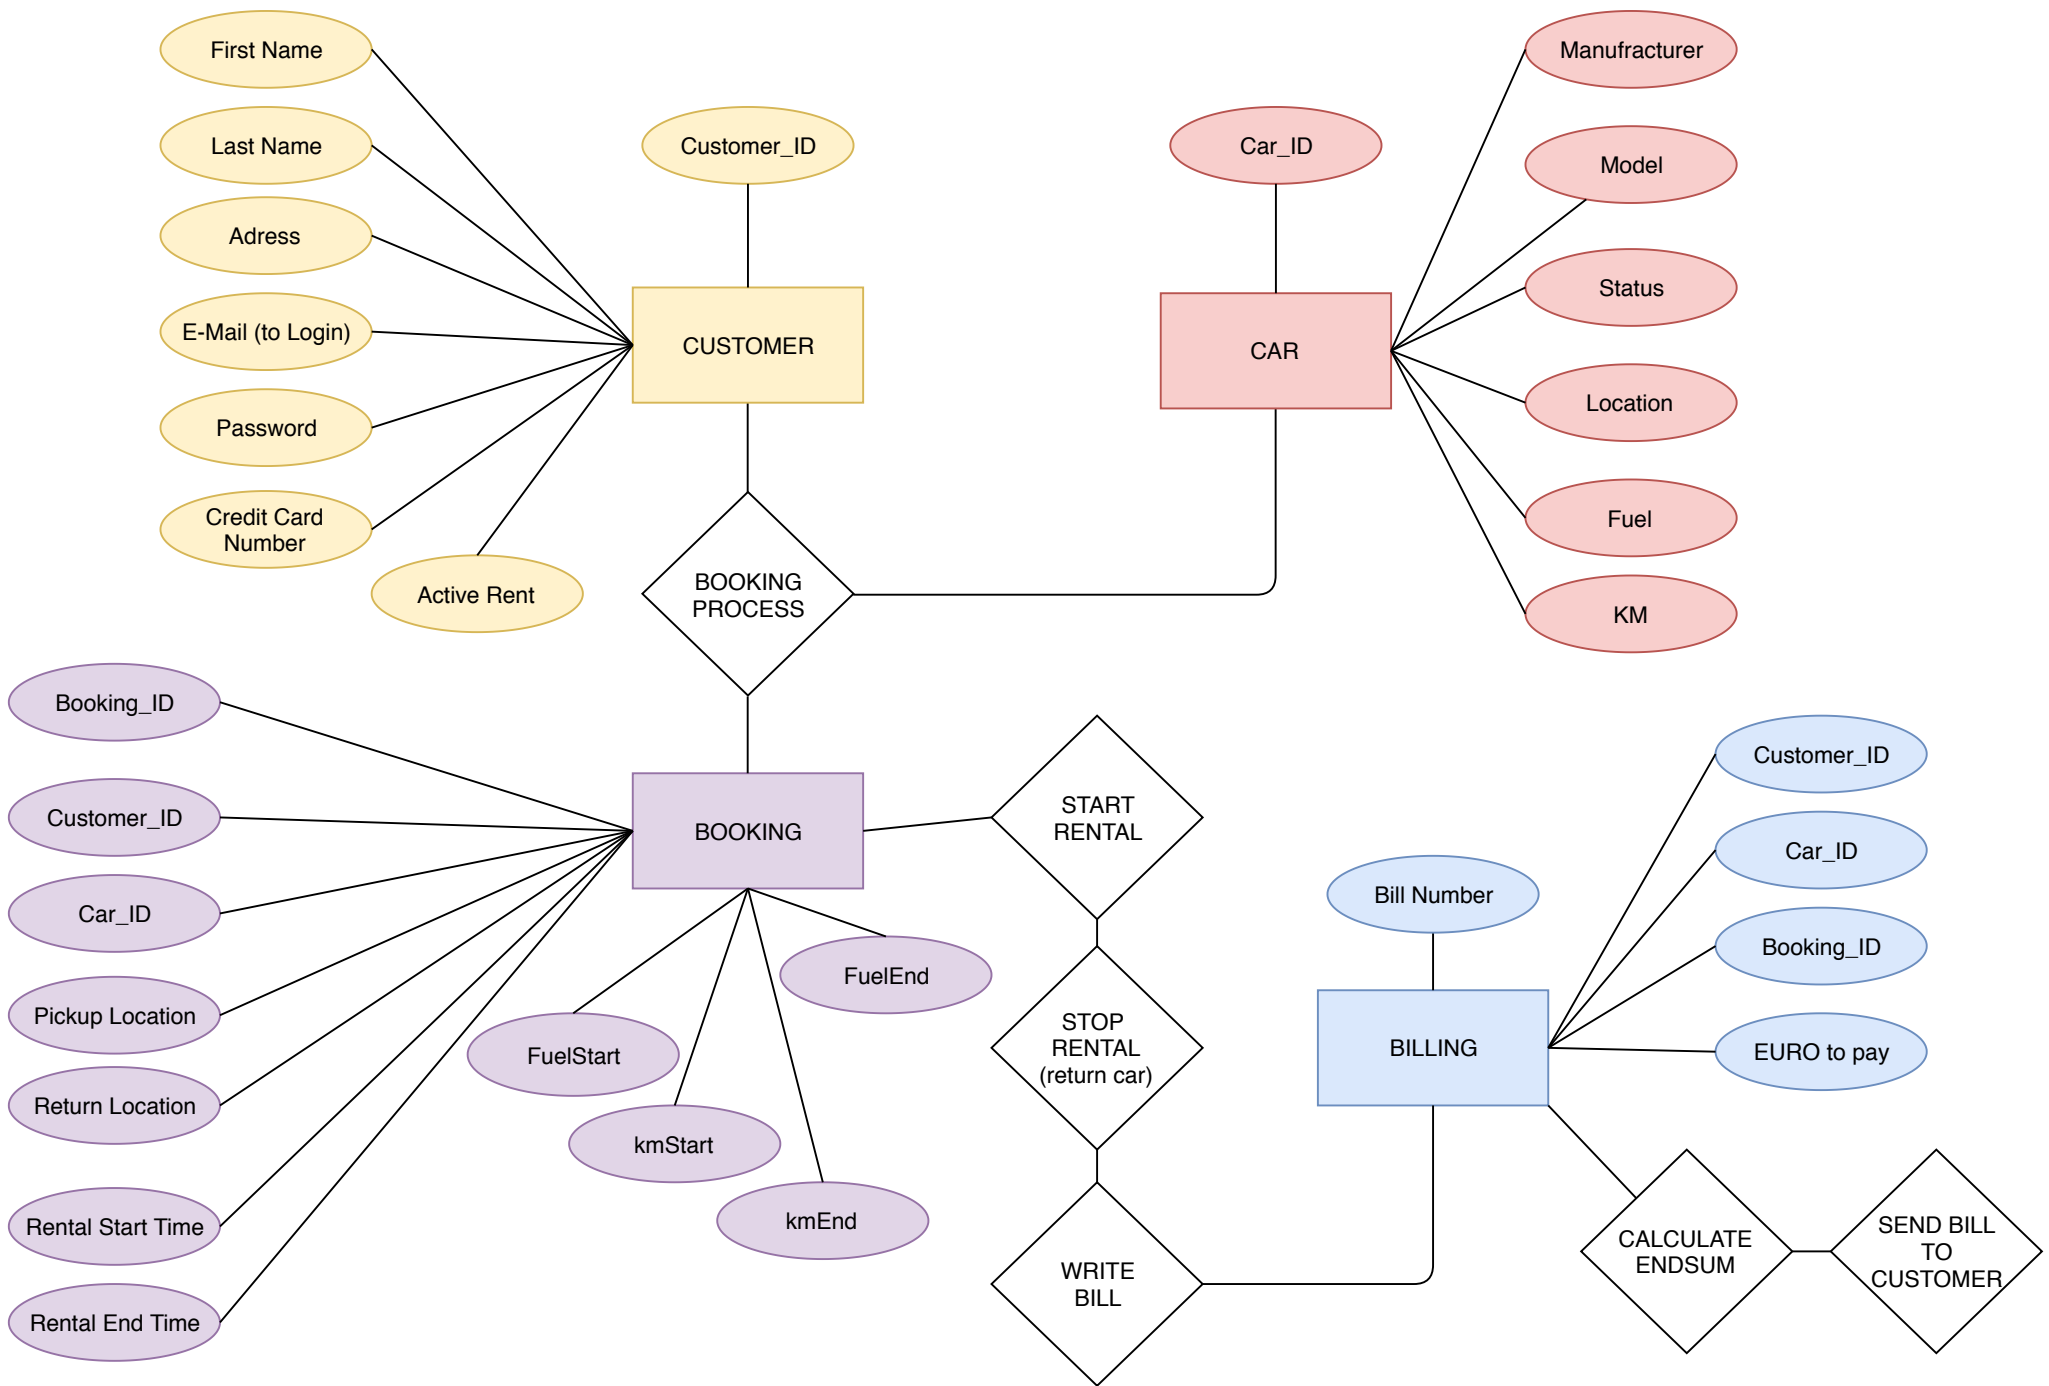 First Name
Last Name
Adress
E-Mail (to Login)
Password
Credit Card
Number
Active Rent
Customer_ID
CUSTOMER
Car_ID
CAR
Manufracturer
Model
Status
Location
Fuel
KM
BOOKING
PROCESS
Booking_ID
Customer_ID
Car_ID
Pickup Location
Return Location
Rental Start Time
Rental End Time
BOOKING
FuelEnd
FuelStart
kmStart
kmEnd
START
RENTAL
STOP
RENTAL
(return car)
WRITE
BILL
Bill Number
BILLING
Customer_ID
Car_ID
Booking_ID
EURO to pay
CALCULATE
ENDSUM
SEND BILL
TO
CUSTOMER